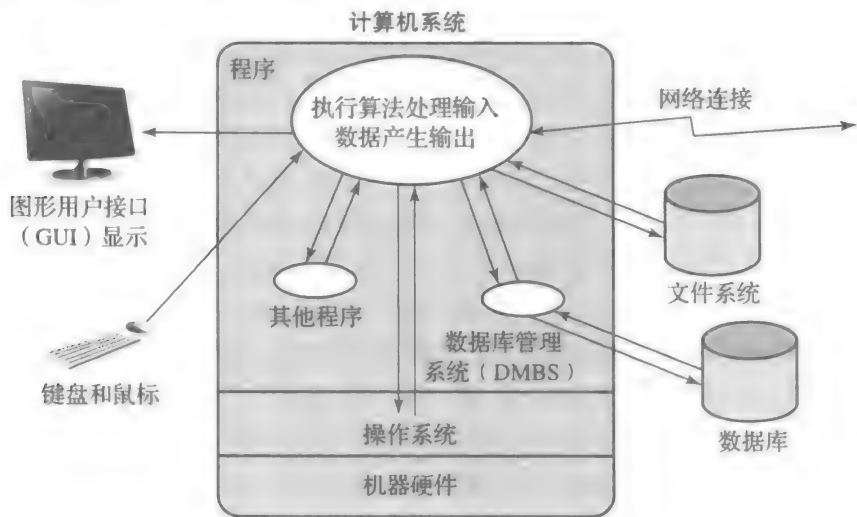 计算机系统
程序
执行算法处理输入
数据产生输出
网络连接
图形用户接口
（GUI）显示
文件系统
其他程序
数据库管理
系统（DMBS）
键盘和鼠标
数据库
操作系统
机器硬件